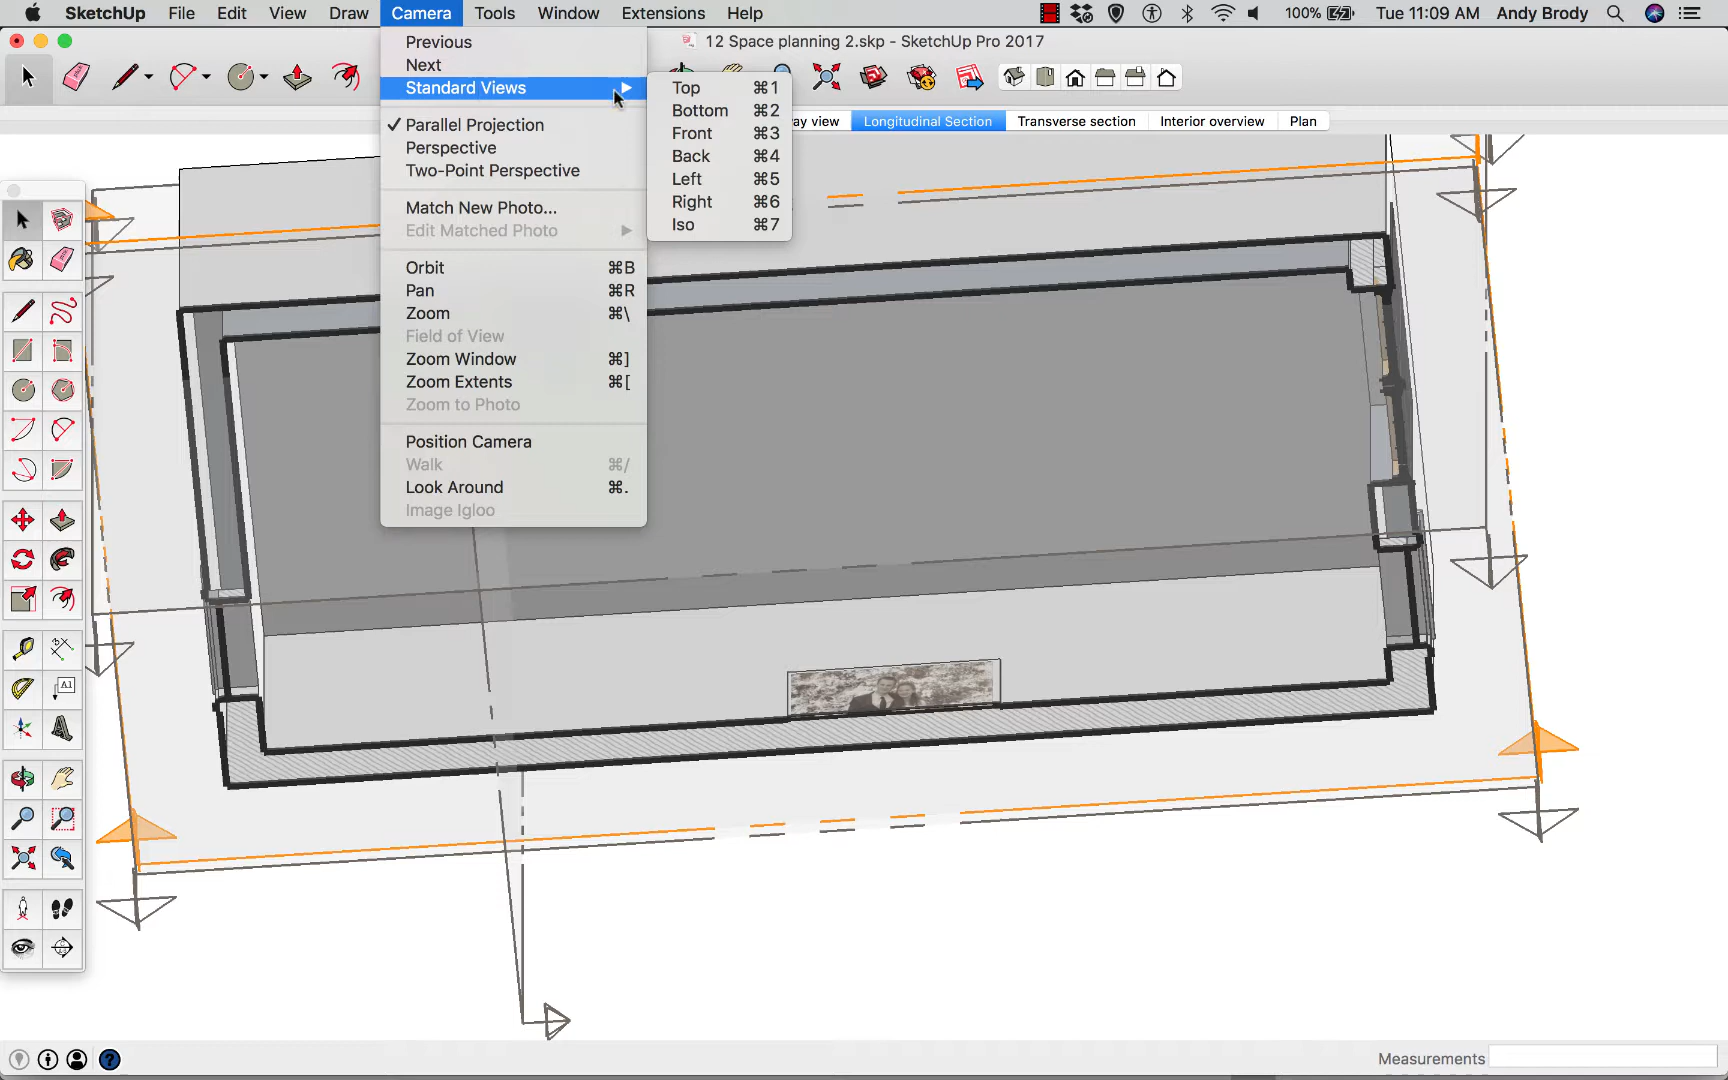 SketchUp File Edit View Draw Camera Tools Window Extensions Help 100% Tue 11:09 AM Andy Brody
12 Space planning 2.skp - SketchUp Pro 2017
Previous
Next
Standard Views
Parallel Projection
Perspective
Two-Point Perspective
Match New Photo...
Edit Matched Photo
Orbit ⌘B
Pan ⌘R
Zoom ⌘\
Field of View
Zoom Window ⌘]
Zoom Extents ⌘[
Zoom to Photo
Position Camera
Walk ⌘/
Look Around ⌘.
Image Igloo
Top ⌘1
Bottom ⌘2
Front ⌘3
Back ⌘4
Left ⌘5
Right ⌘6
Iso ⌘7
ay view Longitudinal Section Transverse section Interior overview Plan
A1
Measurements